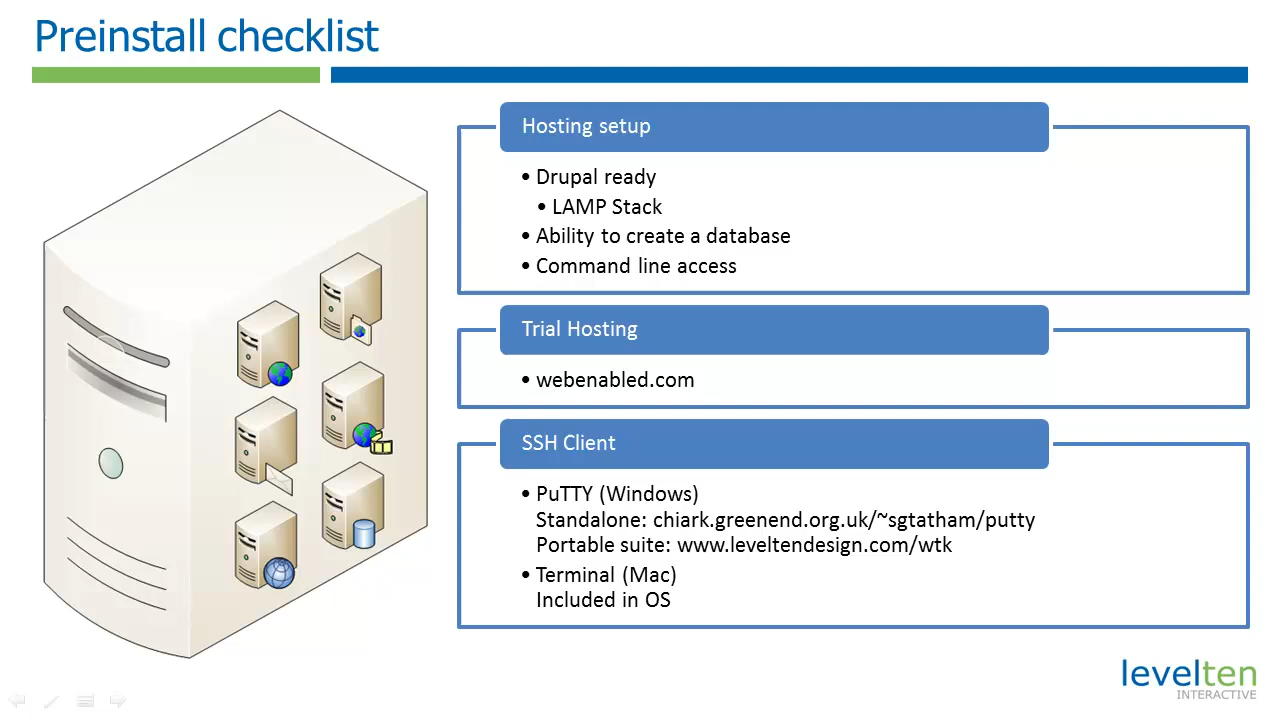 Preinstall checklist
Hosting setup
• Drupal ready
• LAMP Stack
• Ability to create a database
• Command line access
Trial Hosting
• webenabled.com
SSH Client
• PuTTY (Windows)
Standalone: chiark.greenend.org.uk/~sgtatham/putty
Portable suite: www.leveltendesign.com/wtk
• Terminal (Mac)
Included in OS
levelten
INTERACTIVE